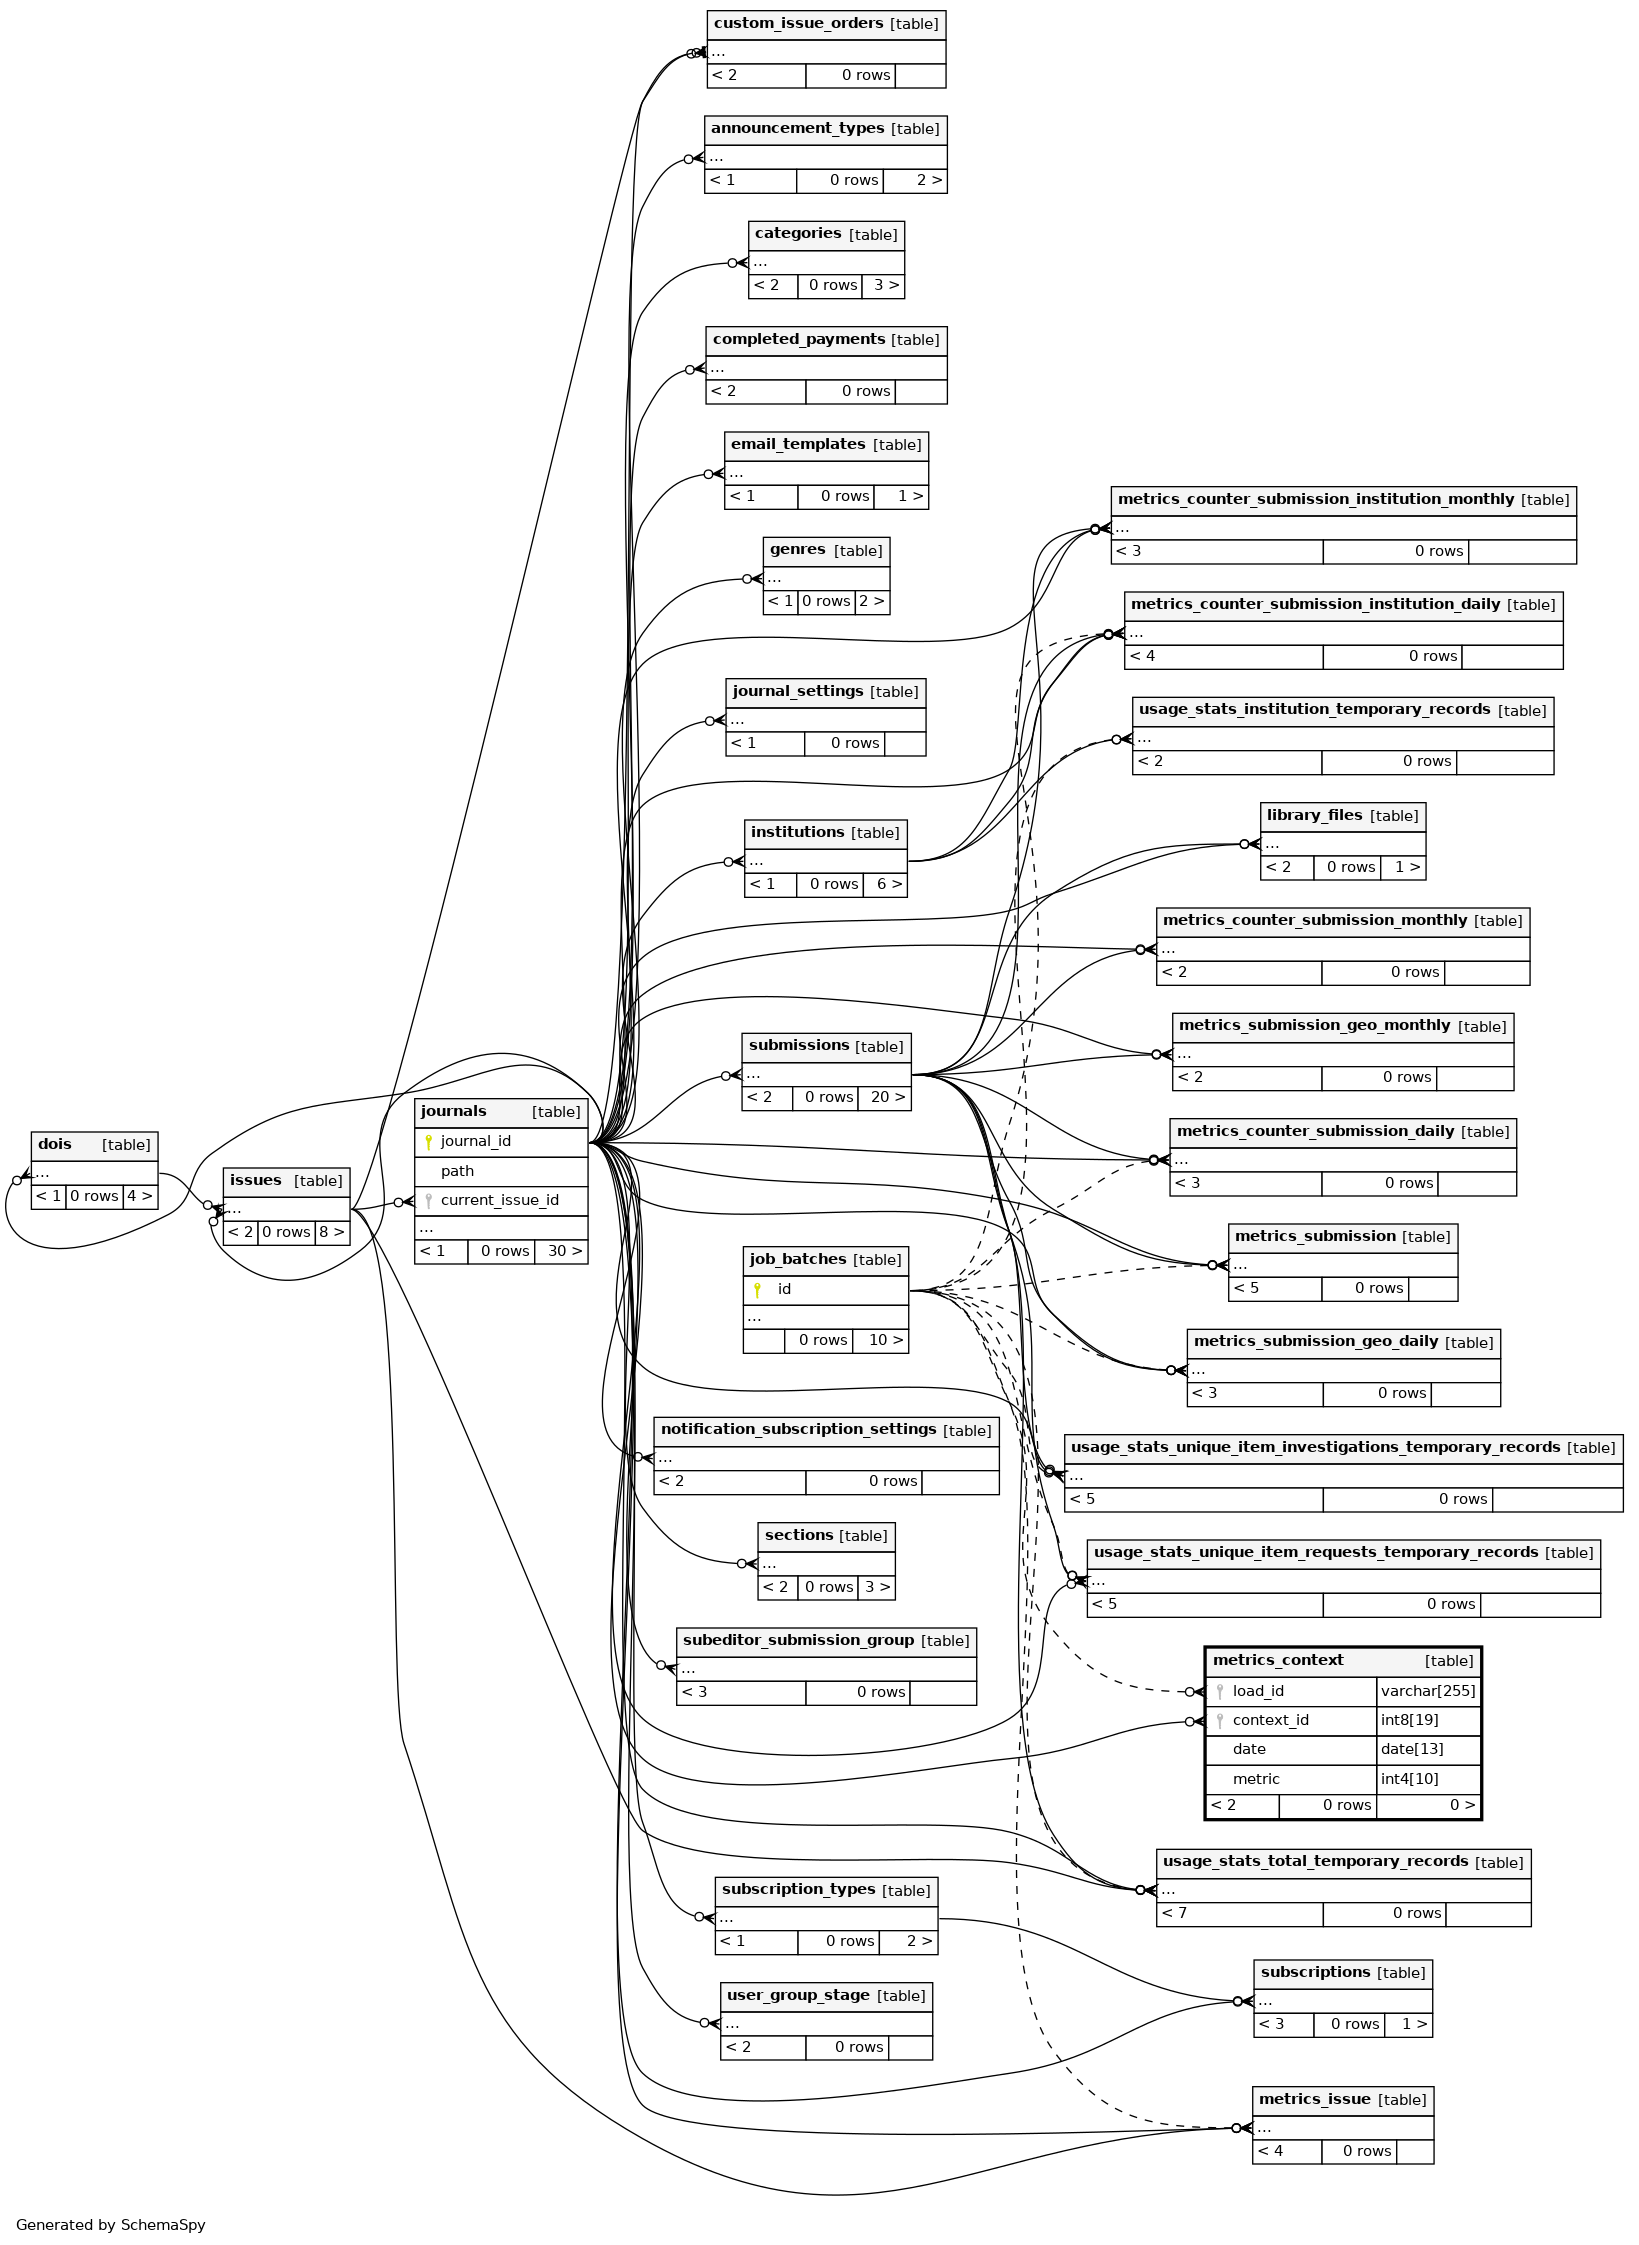 custom_issue_orders [table]
...
< 2 0 rows
announcement_types [table]
...
< 1 0 rows 2 >
categories [table]
...
< 2 0 rows 3 >
completed_payments [table]
...
< 2 0 rows
email_templates [table]
...
< 1 0 rows 1 >
genres [table]
...
< 1 0 rows 2 >
journal_settings [table]
...
< 1 0 rows
institutions [table]
...
< 1 0 rows 6 >
submissions [table]
...
< 2 0 rows 20 >
dois [table]
...
< 1 0 rows 4 >
issues [table]
...
< 2 0 rows 8 >
journals [table]
journal_id
path
current_issue_id
...
< 1 0 rows 30 >
job_batches [table]
id
...
0 rows 10 >
notification_subscription_settings [table]
...
< 2 0 rows
sections [table]
...
< 2 0 rows 3 >
subeditor_submission_group [table]
...
< 3 0 rows
subscription_types [table]
...
< 1 0 rows 2 >
user_group_stage [table]
...
< 2 0 rows
metrics_counter_submission_institution_monthly [table]
...
< 3 0 rows
metrics_counter_submission_institution_daily [table]
...
< 4 0 rows
usage_stats_institution_temporary_records [table]
...
< 2 0 rows
library_files [table]
...
< 2 0 rows 1 >
metrics_counter_submission_monthly [table]
...
< 2 0 rows
metrics_submission_geo_monthly [table]
...
< 2 0 rows
metrics_counter_submission_daily [table]
...
< 3 0 rows
metrics_submission [table]
...
< 5 0 rows
metrics_submission_geo_daily [table]
...
< 3 0 rows
usage_stats_unique_item_investigations_temporary_records [table]
...
< 5 0 rows
usage_stats_unique_item_requests_temporary_records [table]
...
< 5 0 rows
metrics_context [table]
load_id varchar[255]
context_id int8[19]
date date[13]
metric int4[10]
< 2 0 rows 0 >
usage_stats_total_temporary_records [table]
...
< 7 0 rows
subscriptions [table]
...
< 3 0 rows 1 >
metrics_issue [table]
...
< 4 0 rows
Generated by SchemaSpy